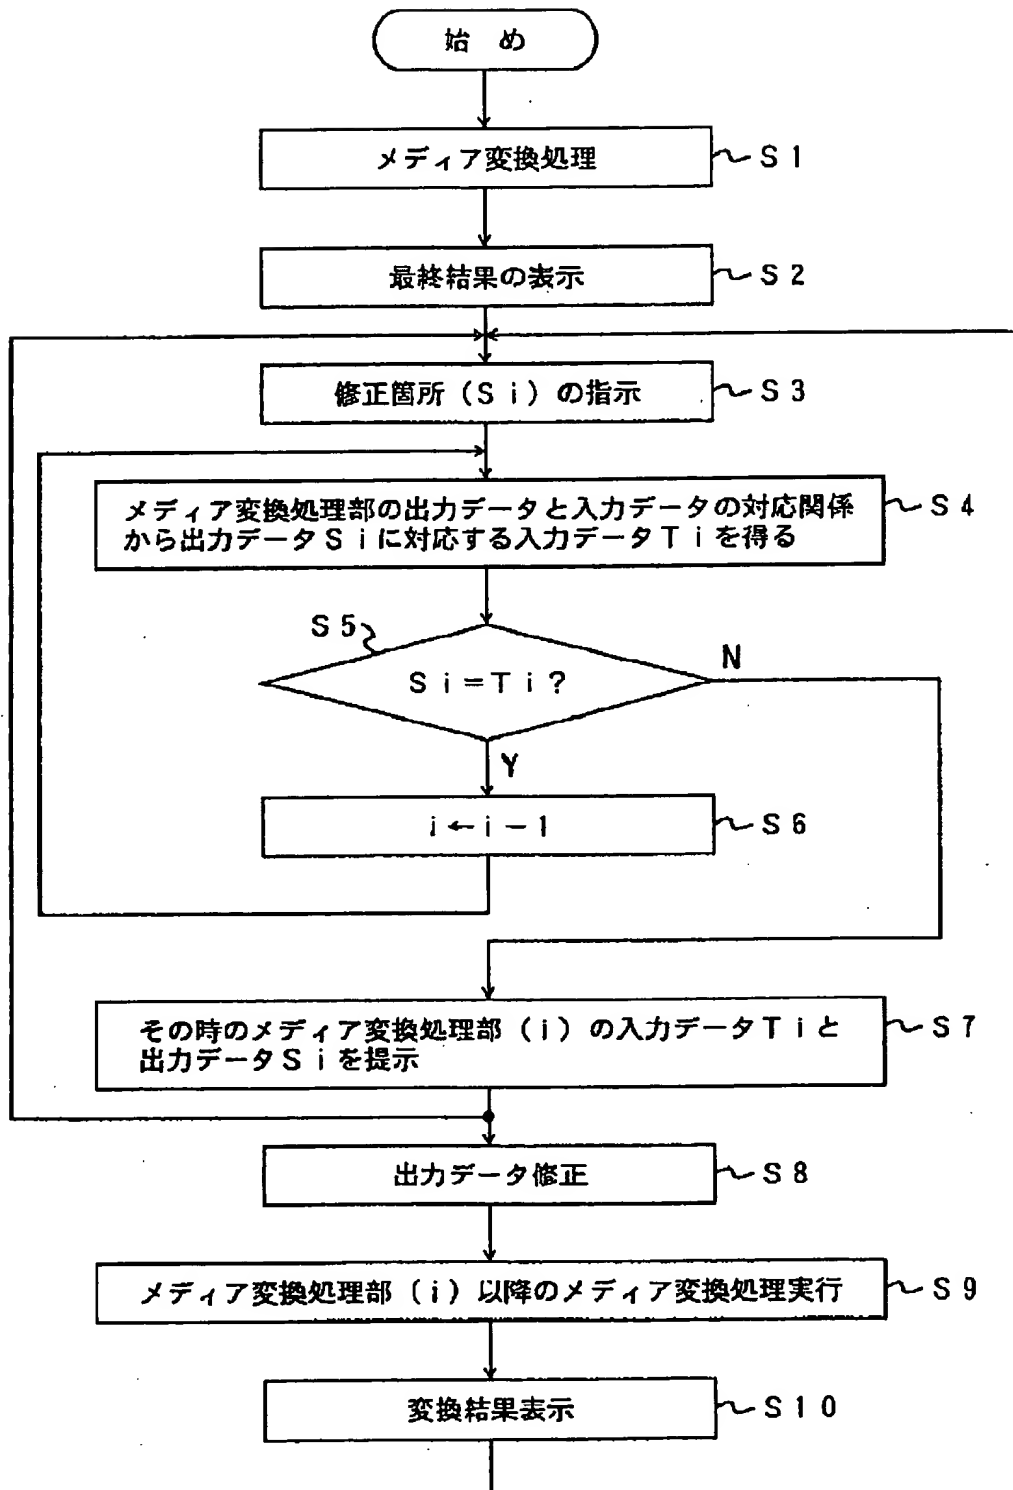 始 め
メディア変換処理
S1
最終結果の表示
S2
修正箇所（Si）の指示
S3
メディア変換処理部の出力データと入力データの対応関係
から出力データSiに対応する入力データTiを得る
S4
S5
Si=Ti?
N
Y
i←i−1
S6
その時のメディア変換処理部（i）の入力データTiと
出力データSiを提示
S7
出力データ修正
S8
メディア変換処理部（i）以降のメディア変換処理実行
S9
変換結果表示
S10